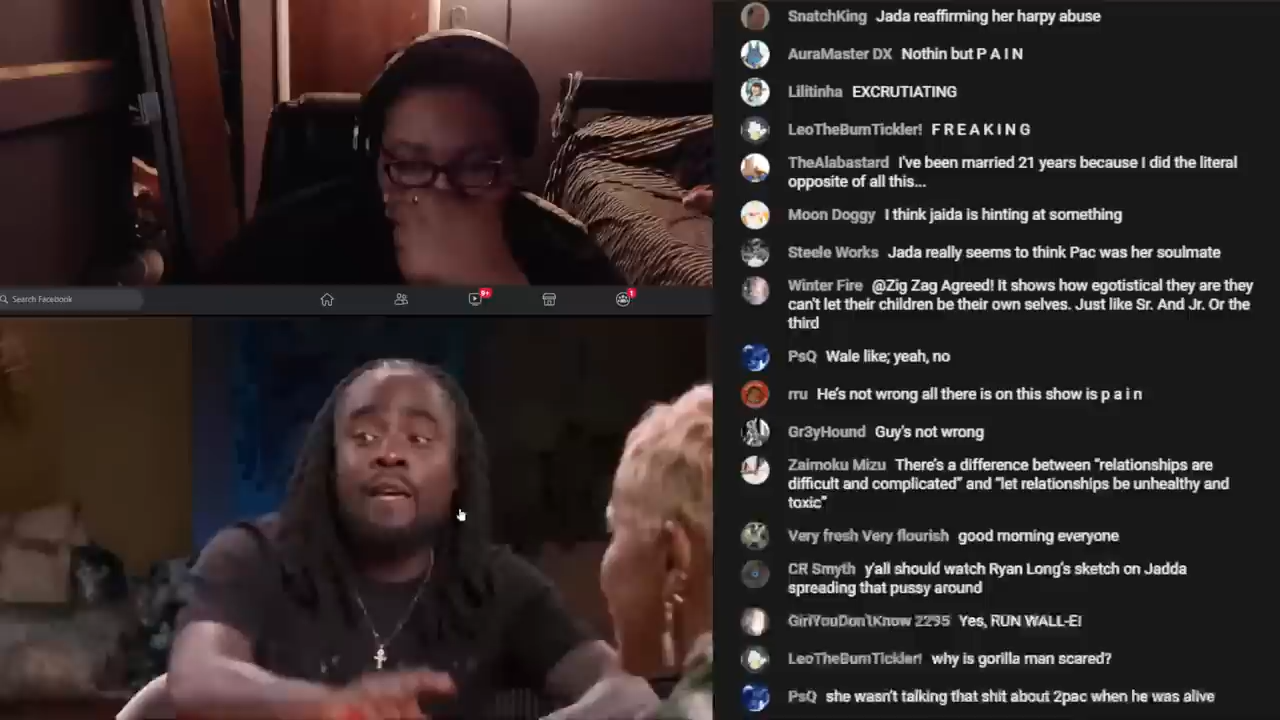 Search Facebook
9+
1
SnatchKing Jada reaffirming her harpy abuse
AuraMaster DX Nothin but P A I N
Lilitinha EXCRUTIATING
LeoTheBumTickler! F R E A K I N G
TheAlabastard I've been married 21 years because I did the literal
opposite of all this...
Moon Doggy I think jaida is hinting at something
Steele Works Jada really seems to think Pac was her soulmate
Winter Fire @Zig Zag Agreed! It shows how egotistical they are they
can't let their children be their own selves. Just like Sr. And Jr. Or the
third
PsQ Wale like; yeah, no
rru He's not wrong all there is on this show is p a i n
Gr3yHound Guy's not wrong
Zaimoku Mizu There's a difference between "relationships are
difficult and complicated" and "let relationships be unhealthy and
toxic"
Very fresh Very flourish good morning everyone
CR Smyth y'all should watch Ryan Long's sketch on Jadda
spreading that pussy around
GirlYouDon'tKnow 2295 Yes, RUN WALL-E!
LeoTheBumTickler! why is gorilla man scared?
PsQ she wasn't talking that shit about 2pac when he was alive